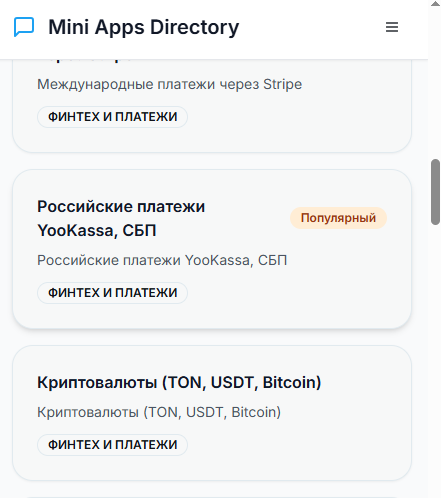 Mini Apps Directory
Международные платежи через Stripe
ФИНТЕХ И ПЛАТЕЖИ
Российские платежи
YooKassa, СБП
Популярный
Российские платежи YooKassa, СБП
ФИНТЕХ И ПЛАТЕЖИ
Криптовалюты (TON, USDT, Bitcoin)
Криптовалюты (TON, USDT, Bitcoin)
ФИНТЕХ И ПЛАТЕЖИ